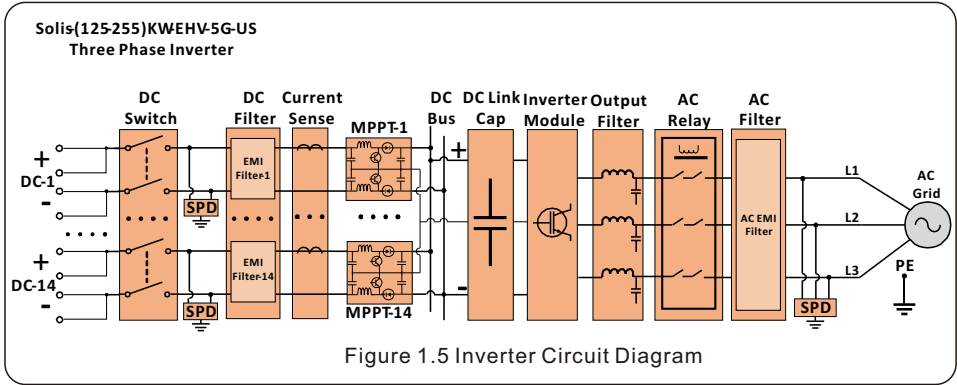 Solis-(125-255)KW-EHV-5G-US
Three Phase Inverter
DC
Switch
DC
Filter
Current
Sense
MPPT-1
DC
Bus
DC Link
Cap
Inverter
Module
Output
Filter
AC
Relay
AC
Filter
+
DC-1
-
EMI
Filter-1
SPD
+
DC-14
-
EMI
Filter-14
SPD
MPPT-14
+
-
AC EMI
Filter
L1
L2
L3
AC
Grid
PE
SPD
Figure 1.5 Inverter Circuit Diagram